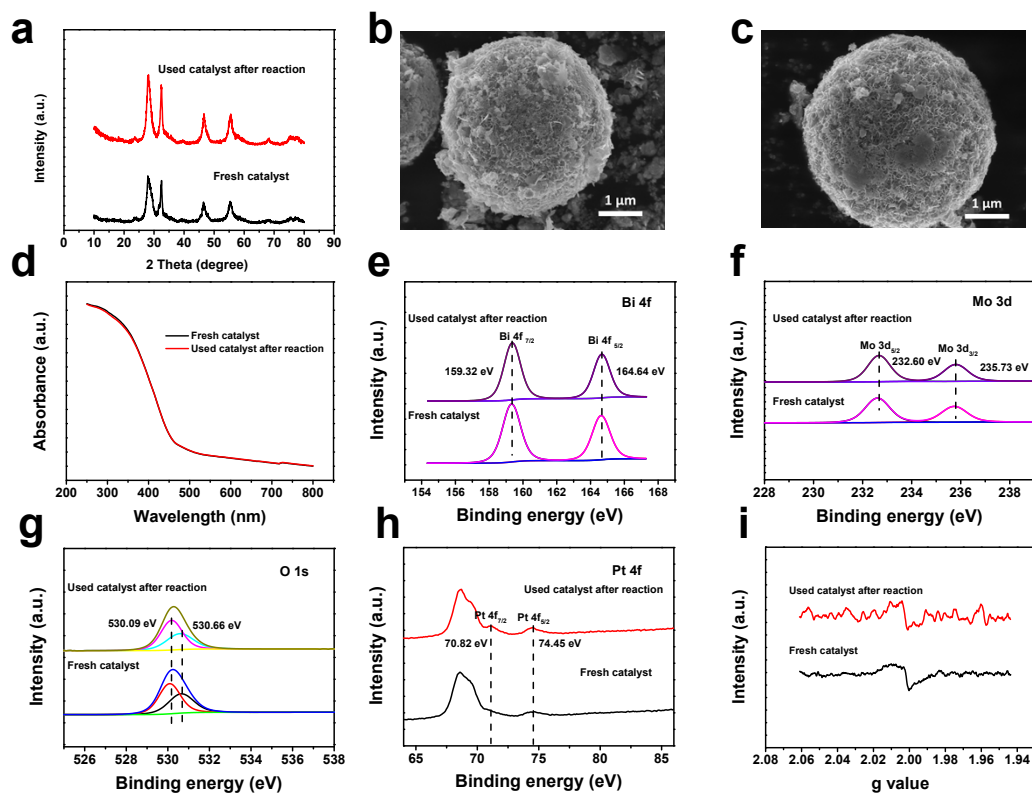 a
Used catalyst after reaction
Fresh catalyst
Intensity (a.u.)
0 10 20 30 40 50 60 70 80 90
2 Theta (degree)
b
1 μm
c
1 μm
d
Fresh catalyst
Used catalyst after reaction
Absorbance (a.u.)
200 300 400 500 600 700 800
Wavelength (nm)
e
Bi 4f
Used catalyst after reaction
Bi 4f 7/2
Bi 4f 5/2
159.32 eV
164.64 eV
Fresh catalyst
Intensity (a.u.)
154 156 158 160 162 164 166 168
Binding energy (eV)
f
Mo 3d
Used catalyst after reaction
Mo 3d5/2
Mo 3d3/2
232.60 eV
235.73 eV
Fresh catalyst
Intensity (a.u.)
228 230 232 234 236 238
Binding energy (eV)
g
O 1s
Used catalyst after reaction
530.09 eV
530.66 eV
Fresh catalyst
Intensity (a.u.)
526 528 530 532 534 536 538
Binding energy (eV)
h
Pt 4f
Used catalyst after reaction
Pt 4f7/2
Pt 4f5/2
70.82 eV
74.45 eV
Fresh catalyst
Intensity (a.u.)
65 70 75 80 85
Binding energy (eV)
i
Used catalyst after reaction
Fresh catalyst
Intensity (a.u.)
2.08 2.06 2.04 2.02 2.00 1.98 1.96 1.94
g value